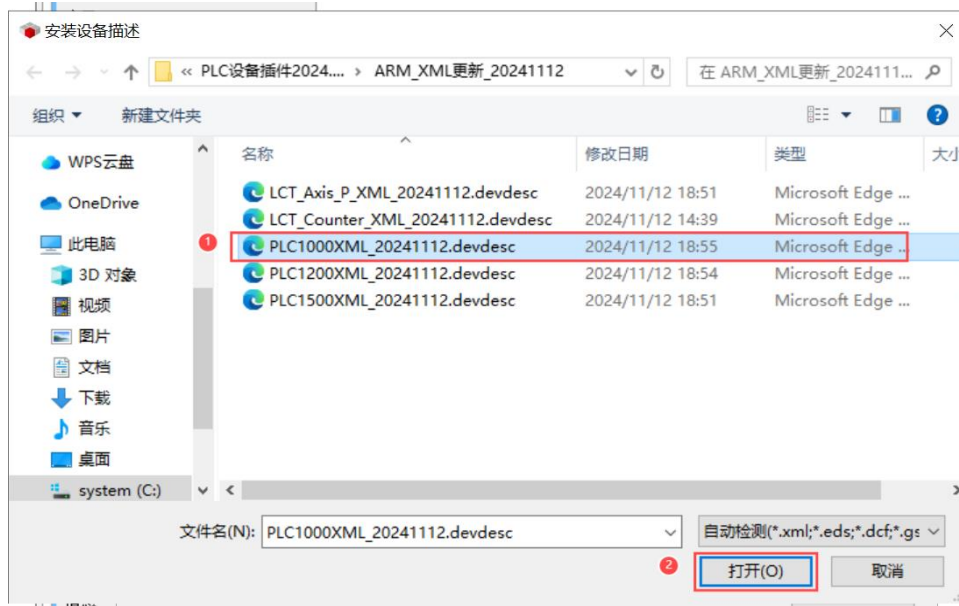 安装设备描述
« PLC设备插件2024.... › ARM_XML更新_20241112
在 ARM_XML更新_2024111...
组织
新建文件夹
名称 修改日期 类型 大小
WPS云盘
OneDrive
此电脑
3D 对象
视频
图片
文档
下载
音乐
桌面
system (C:)
LCT_Axis_P_XML_20241112.devdesc 2024/11/12 18:51 Microsoft Edge ...
LCT_Counter_XML_20241112.devdesc 2024/11/12 14:39 Microsoft Edge ...
1 PLC1000XML_20241112.devdesc 2024/11/12 18:55 Microsoft Edge ...
PLC1200XML_20241112.devdesc 2024/11/12 18:54 Microsoft Edge ...
PLC1500XML_20241112.devdesc 2024/11/12 18:51 Microsoft Edge ...
文件名(N): PLC1000XML_20241112.devdesc 自动检测(*.xml;*.eds;*.dcf;*.gs
2 打开(O) 取消